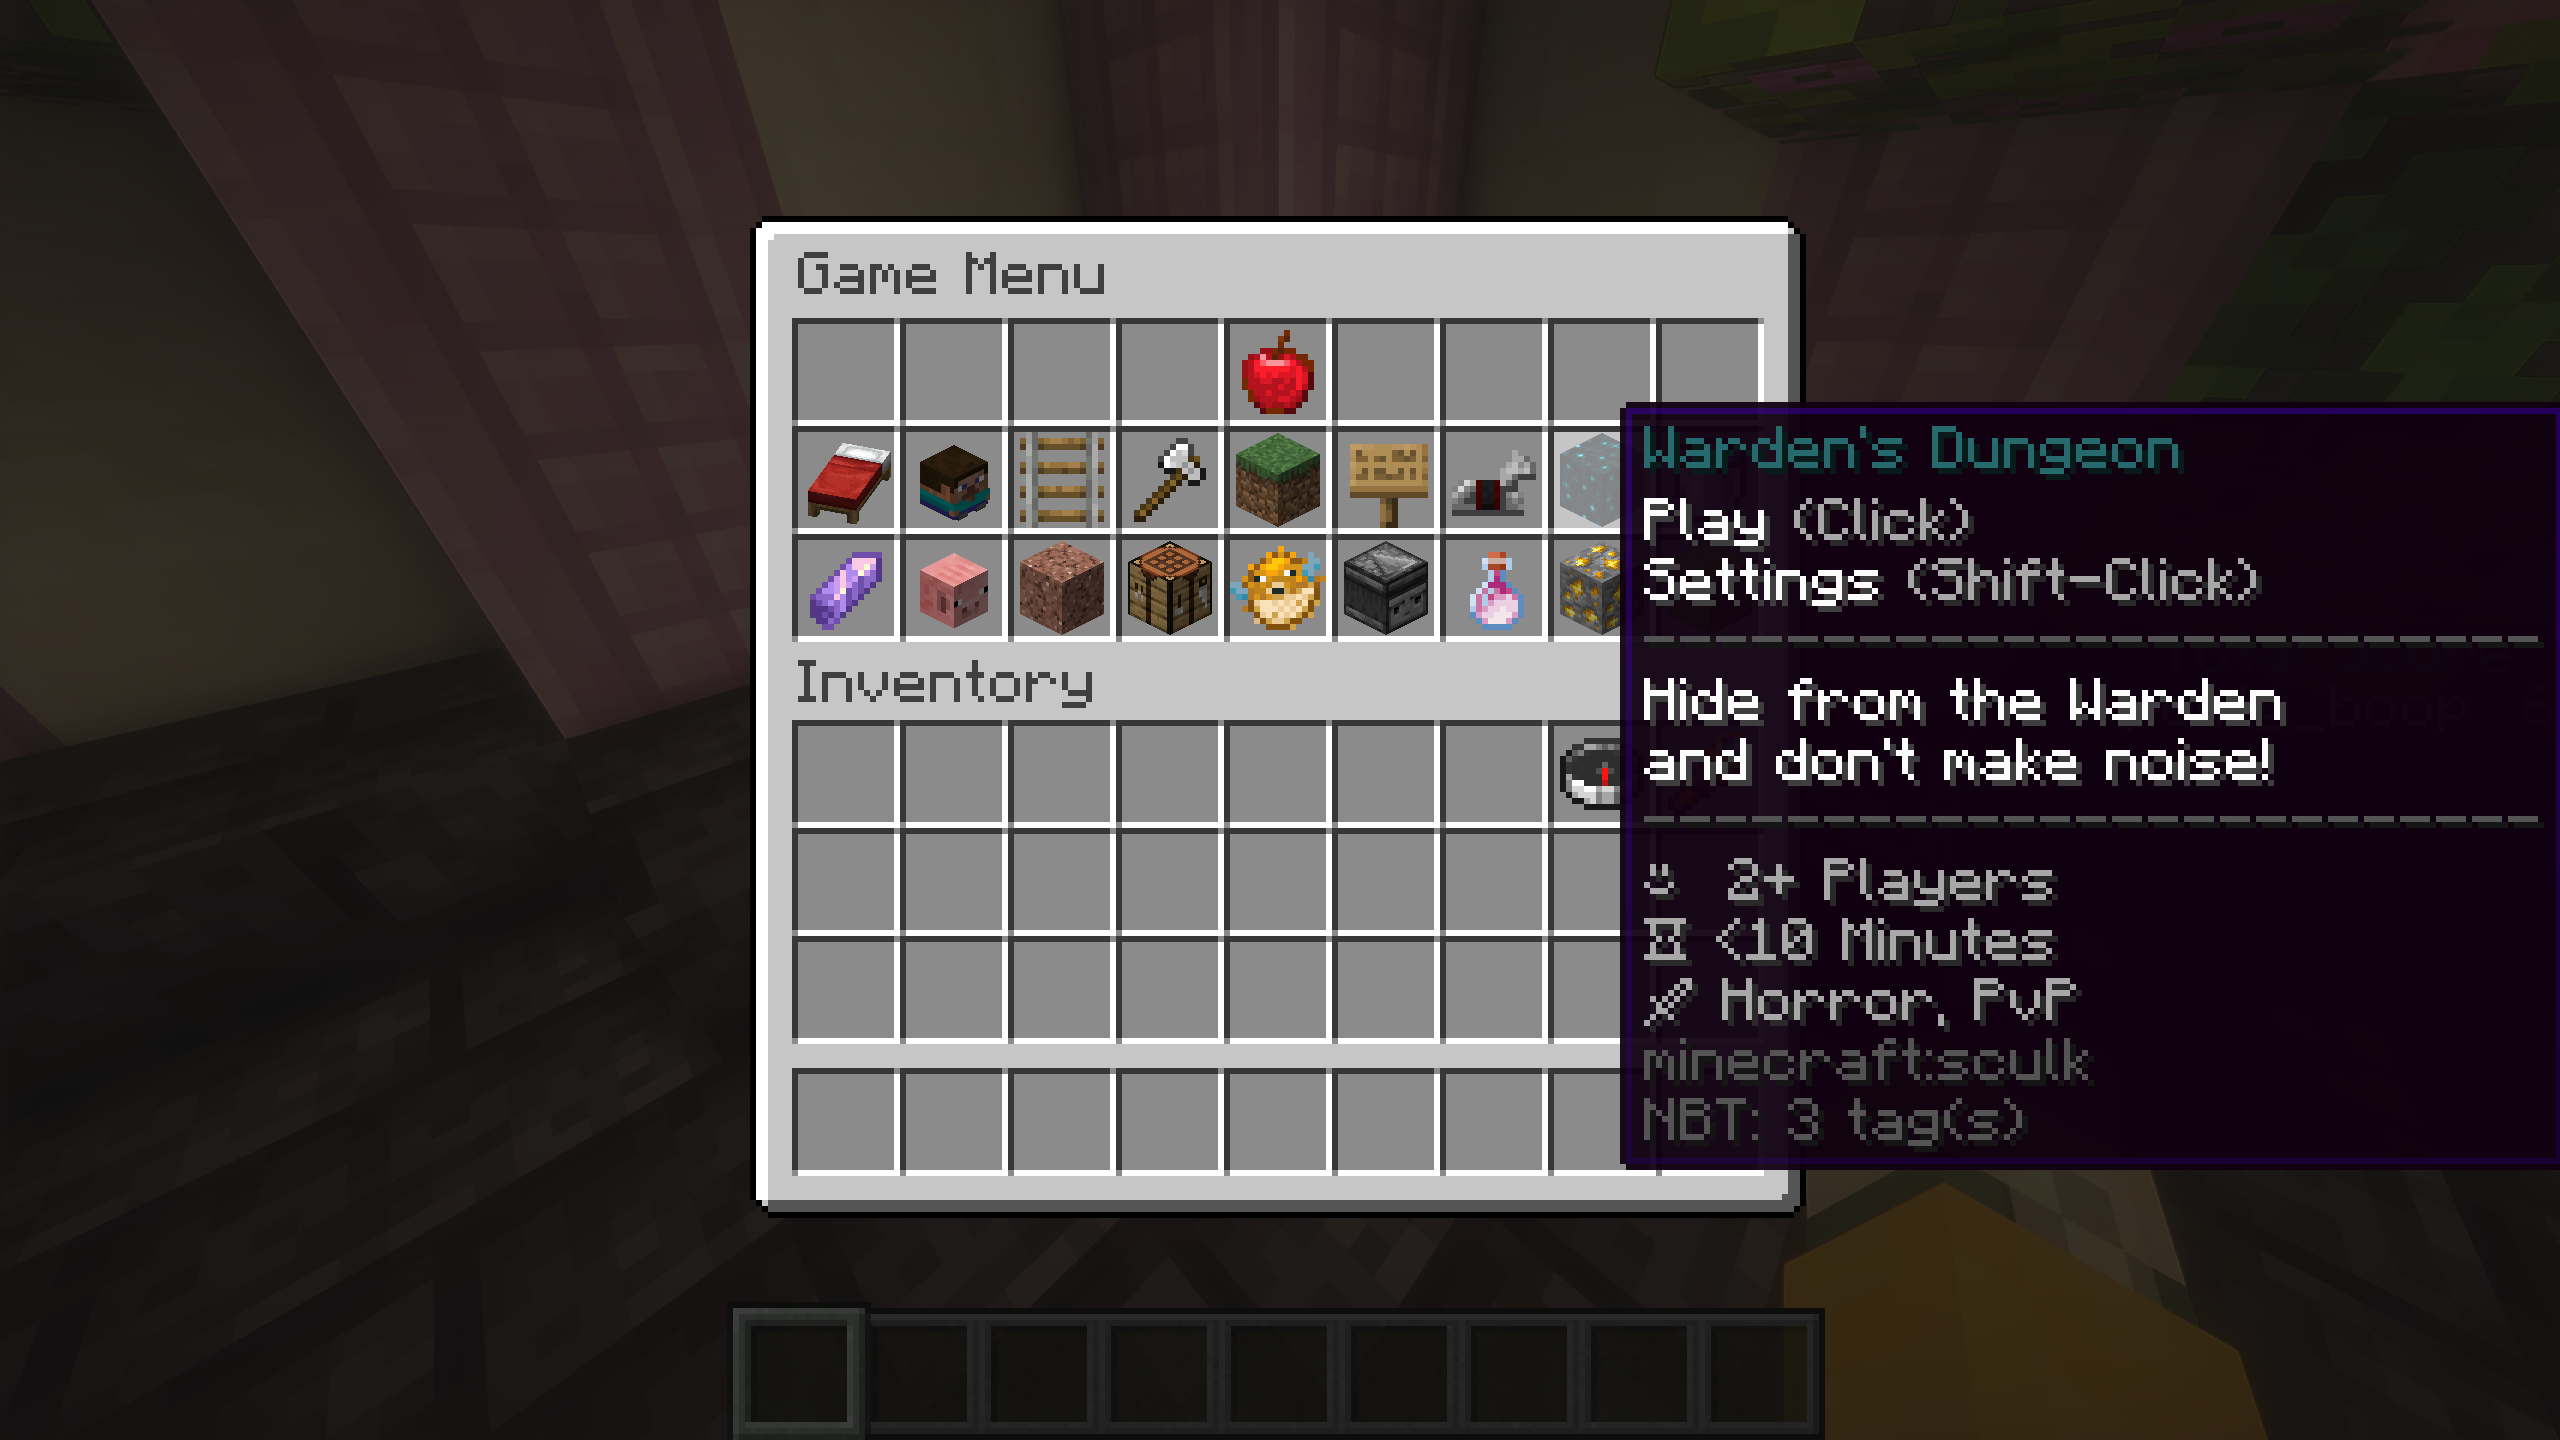 Game Menu
Warden's Dungeon
Play (Click)
Settings (Shift-Click)
Hide from the Warden
and don't make noise!
2+ Players
<10 Minutes
Horror, PvP
minecraft:sculk
NBT: 3 tag(s)
Inventory